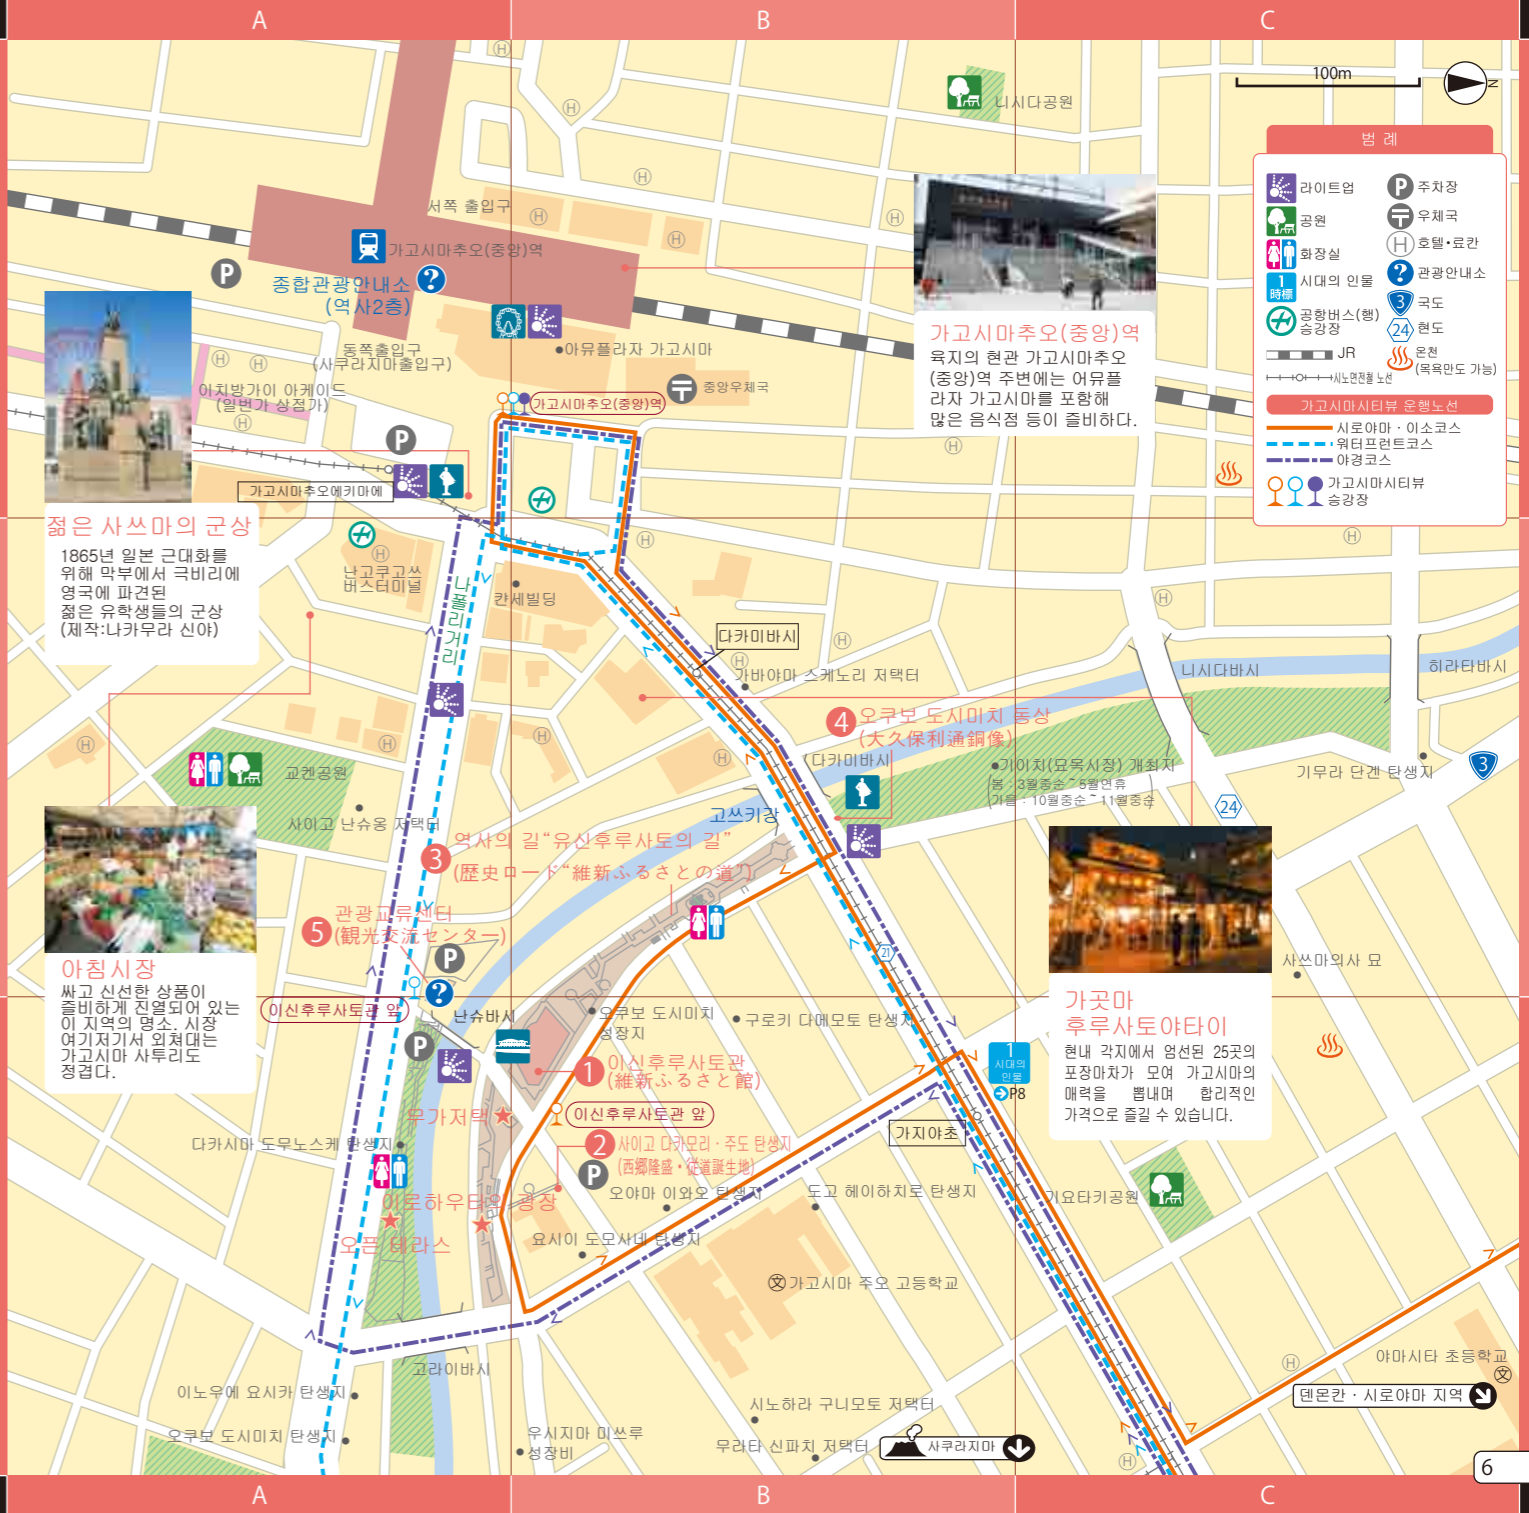 A
B
C
100m
N
니시다공원
범 례
라이트업
공원
화장실
1
時標
시대의 인물
공항버스(행)
승강장
JR
시노면전철 노선
P 주차장
우체국
H 호텔•료칸
? 관광안내소
3 국도
24 현도
온천
(목욕만도 가능)
가고시마시티뷰 운행노선
시로야마 · 이소코스
워터프런트코스
야경코스
가고시마시티뷰
승강장
서쪽 출입구
가고시마추오(중앙)역
종합관광안내소
(역사2층)
?
P
동쪽출입구
(사쿠라지마출입구)
●아뮤플라자 가고시마
중앙우체국
가고시마추오(중앙)역
이치방가이 아케이드
(일번가 상점가)
P
가고시마추오에키마에
가고시마추오(중앙)역
육지의 현관 가고시마추오
(중앙)역 주변에는 어뮤플
라자 가고시마를 포함해
많은 음식점 등이 즐비하다.
젊은 사쓰마의 군상
1865년 일본 근대화를
위해 막부에서 극비리에
영국에 파견된
젊은 유학생들의 군상
(제작:나카무라 신야)
난고쿠고쓰
버스터미널
나폴리거리
칸세빌딩
다카미바시
가바야마 스케노리 저택터
4 오쿠보 도시미치 동상
(大久保利通銅像)
(다카미바시)
●기이치(묘목시장) 개최지
(봄 : 3월중순~5월연휴
가을 : 10월중순~11월중순)
니시다바시
히라타바시
기무라 단겐 탄생지
3
24
고쓰키강
교켄공원
사이고 난슈옹 저택터
3 역사의 길“유신후루사토의 길”
(歴史ロード“維新ふるさとの道”)
5 관광교류센터
(観光交流センター)
P
?
이신후루사토관 앞
난슈바시
P
21
아침시장
싸고 신선한 상품이
즐비하게 진열되어 있는
이 지역의 명소. 시장
여기저기서 외쳐대는
가고시마 사투리도
정겹다.
오쿠보 도시미치
성장지
구로키 다메모토 탄생지
1 이신후루사토관
(維新ふるさと館)
이신후루사토관 앞
무가저택
2 사이고 다카모리 · 주도 탄생지
(西郷隆盛・従道誕生地)
P
오야마 이와오 탄생지
도고 헤이하치로 탄생지
요시이 도모사네 탄생지
다카시마 도무노스케 탄생지
이로하우타의 광장
오픈 테라스
가지야초
1
시대의
인물
P8
가곳마
후루사토야타이
현내 각지에서 엄선된 25곳의
포장마차가 모여 가고시마의
매력을 뽐내며 합리적인
가격으로 즐길 수 있습니다.
사쓰마의사 묘
기요타키공원
文 가고시마 주오 고등학교
고라이바시
이노우에 요시카 탄생지
오쿠보 도시미치 탄생지
우시지마 미쓰루
성장비
시노하라 구니모토 저택터
무라타 신파치 저택터
사쿠라지마
야마시타 초등학교
文
덴몬칸 · 시로야마 지역
6
A
B
C